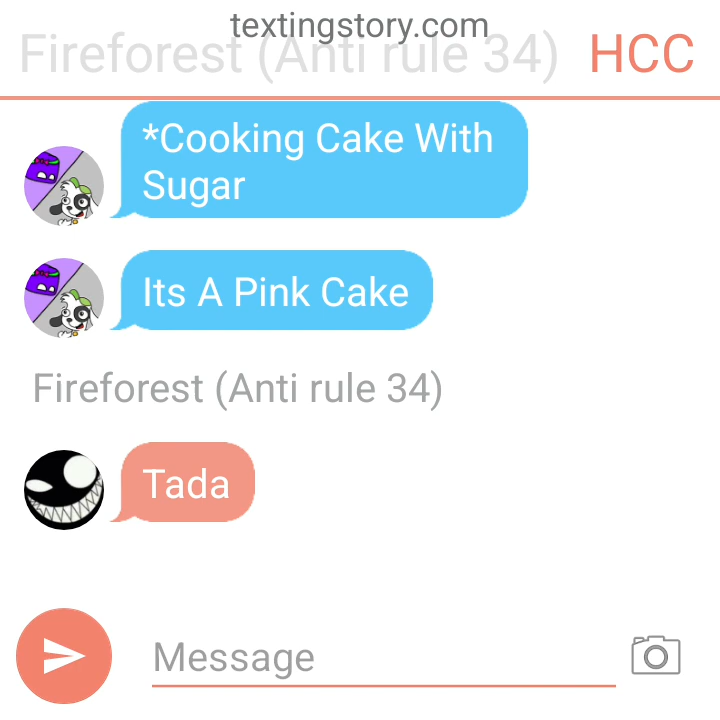 textingstory.com
Fireforest (Anti rule 34) HCC
*Cooking Cake With
Sugar
Its A Pink Cake
Fireforest (Anti rule 34)
Tada
Message